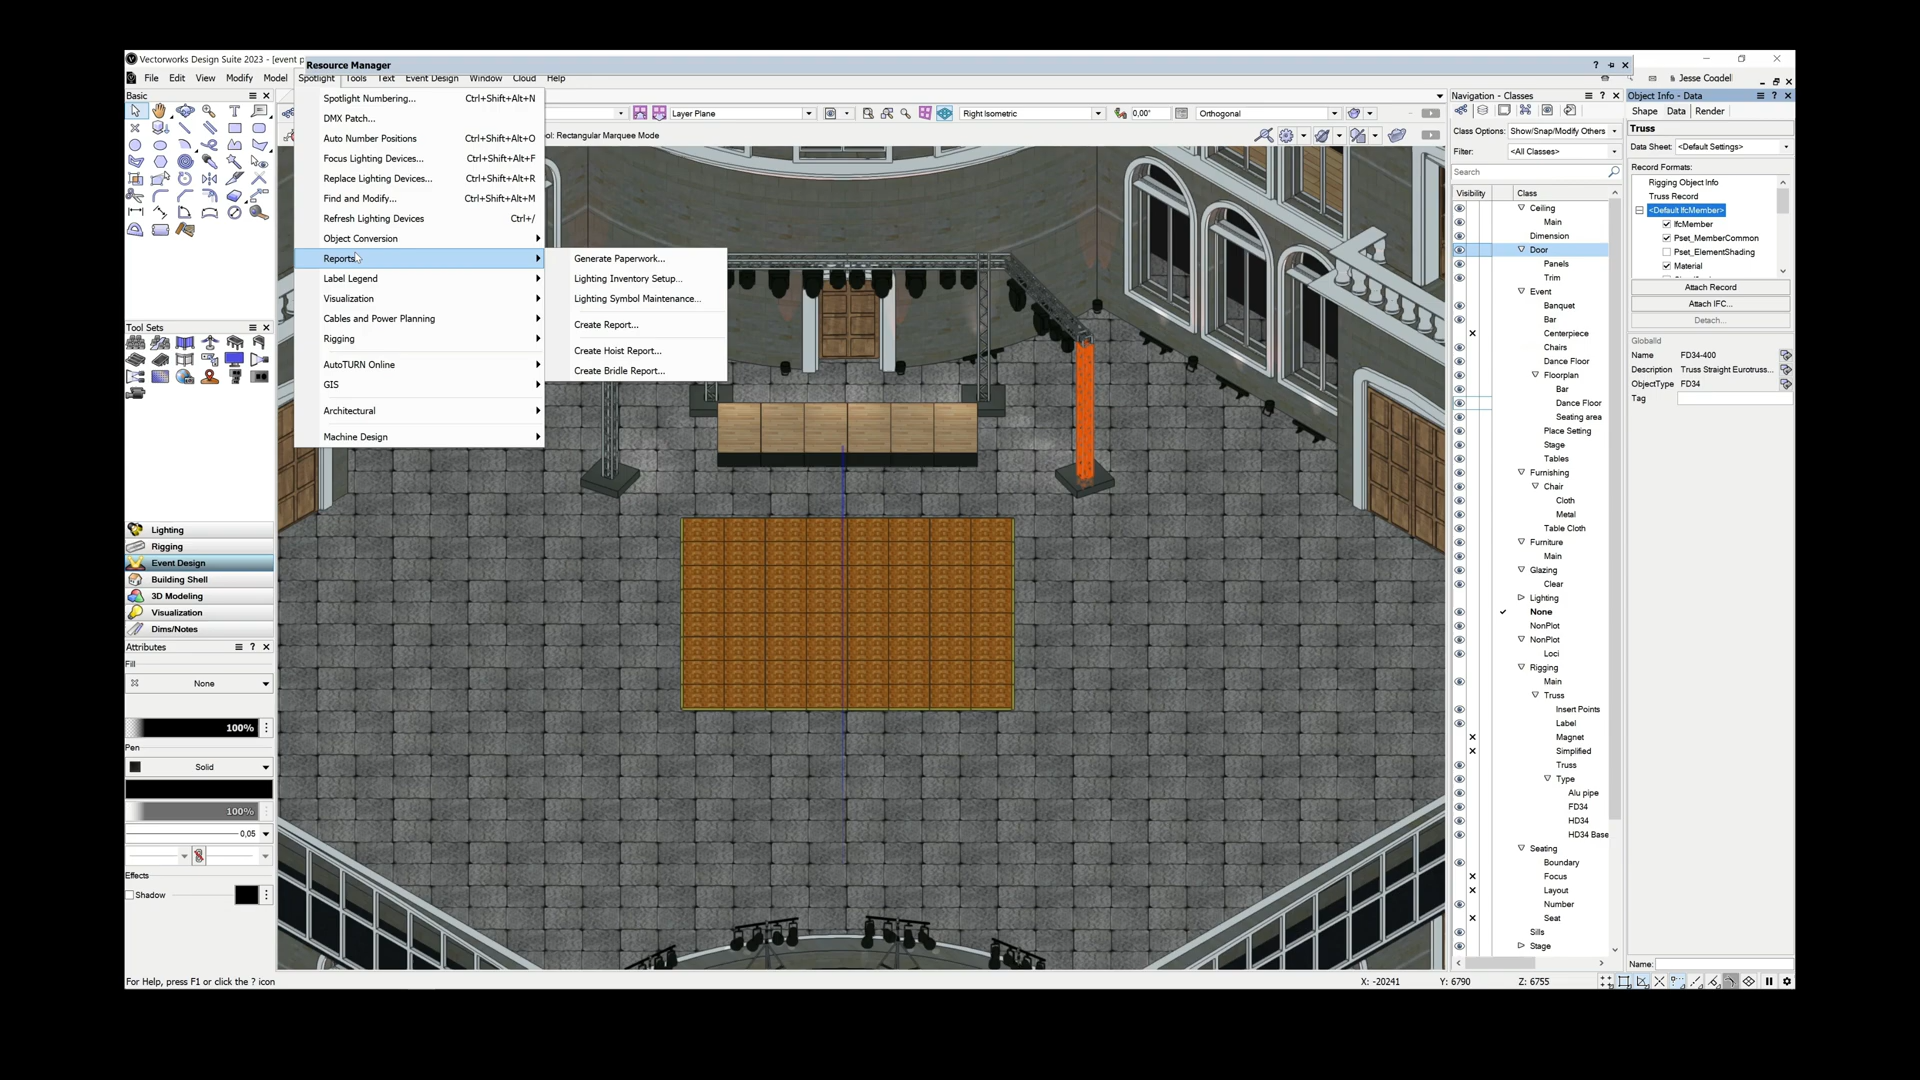 Vectorworks Design Suite 2023 - [event p
Resource Manager
File Edit View Modify Model Spotlight Tools Text Event Design Window Cloud Help
Jesse Cogdell
Basic
Spotlight Numbering... Ctrl+Shift+Alt+N
DMX Patch...
Auto Number Positions Ctrl+Shift+Alt+O
Focus Lighting Devices... Ctrl+Shift+Alt+F
Replace Lighting Devices... Ctrl+Shift+Alt+R
Find and Modify... Ctrl+Shift+Alt+M
Refresh Lighting Devices Ctrl+/
Object Conversion
Reports
Label Legend
Visualization
Cables and Power Planning
Rigging
AutoTURN Online
GIS
Architectural
Machine Design
Generate Paperwork...
Lighting Inventory Setup...
Lighting Symbol Maintenance...
Create Report...
Create Hoist Report...
Create Bridle Report...
Layer Plane
Right Isometric
0,00°
Orthogonal
ol: Rectangular Marquee Mode
Tool Sets
Lighting
Rigging
Event Design
Building Shell
3D Modeling
Visualization
Dims/Notes
Attributes
Fill
None
100%
Pen
Solid
100%
0,05
Effects
Shadow
Navigation - Classes
Class Options: Show/Snap/Modify Others
Filter: <All Classes>
Search
Visibility Class
Ceiling
Main
Dimension
Door
Panels
Trim
Event
Banquet
Bar
Centerpiece
Chairs
Dance Floor
Floorplan
Bar
Dance Floor
Seating area
Place Setting
Stage
Tables
Furnishing
Chair
Cloth
Metal
Table Cloth
Furniture
Main
Glazing
Clear
Lighting
None
NonPlot
NonPlot
Loci
Rigging
Main
Truss
Insert Points
Label
Magnet
Simplified
Truss
Type
Alu pipe
FD34
HD34
HD34 Base
Seating
Boundary
Focus
Layout
Number
Seat
Sills
Stage
Object Info - Data
Shape Data Render
Truss
Data Sheet: <Default Settings>
Record Formats:
Rigging Object Info
Truss Record
<Default IfcMember>
IfcMember
Pset_MemberCommon
Pset_ElementShading
Material
Attach Record
Attach IFC...
Detach...
GlobalId
Name FD34-400
Description Truss Straight Eurotruss...
ObjectType FD34
Tag
Name:
For Help, press F1 or click the ? icon
X: -20241 Y: 6790 Z: 6755